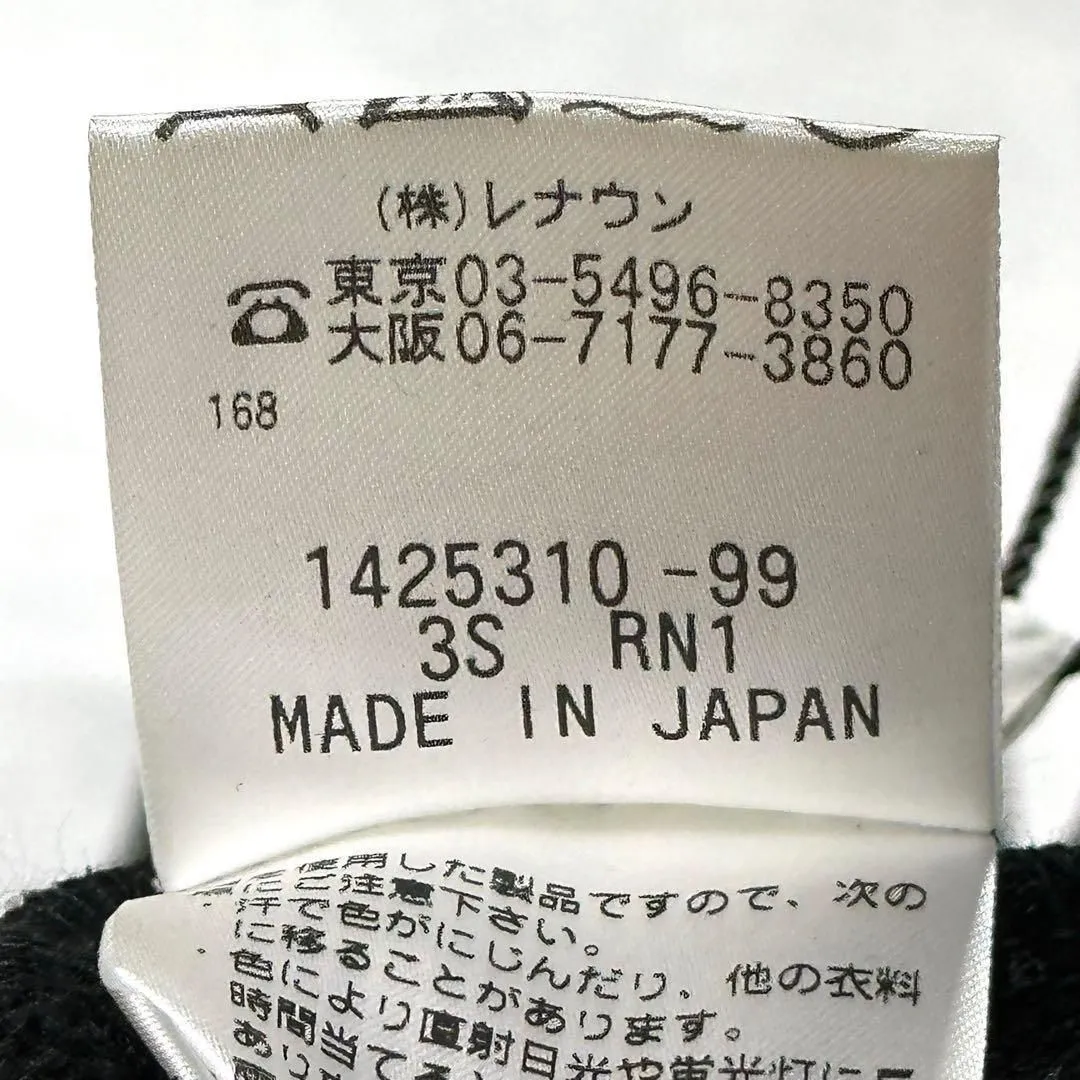 (株)レナウン
東京03-5496-8350
大阪06-7177-3860
168
1425310-99
3S RN1
MADE IN JAPAN
使用した製品ですので、次の
にご注意下さい。
汗で色がにじんだり、他の衣料
に移ることがあります。
色により直射日光や蛍光灯に
時間当てる
あり